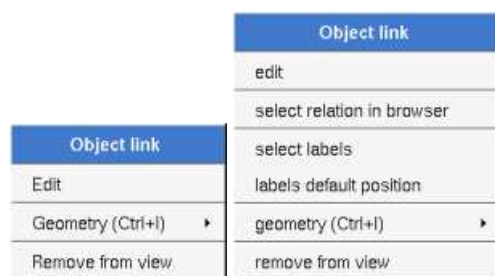 Object link
Edit
Geometry (Ctrl+I)
Remove from view
Object link
edit
select relation in browser
select labels
labels default position
geometry (Ctrl+I)
remove from view